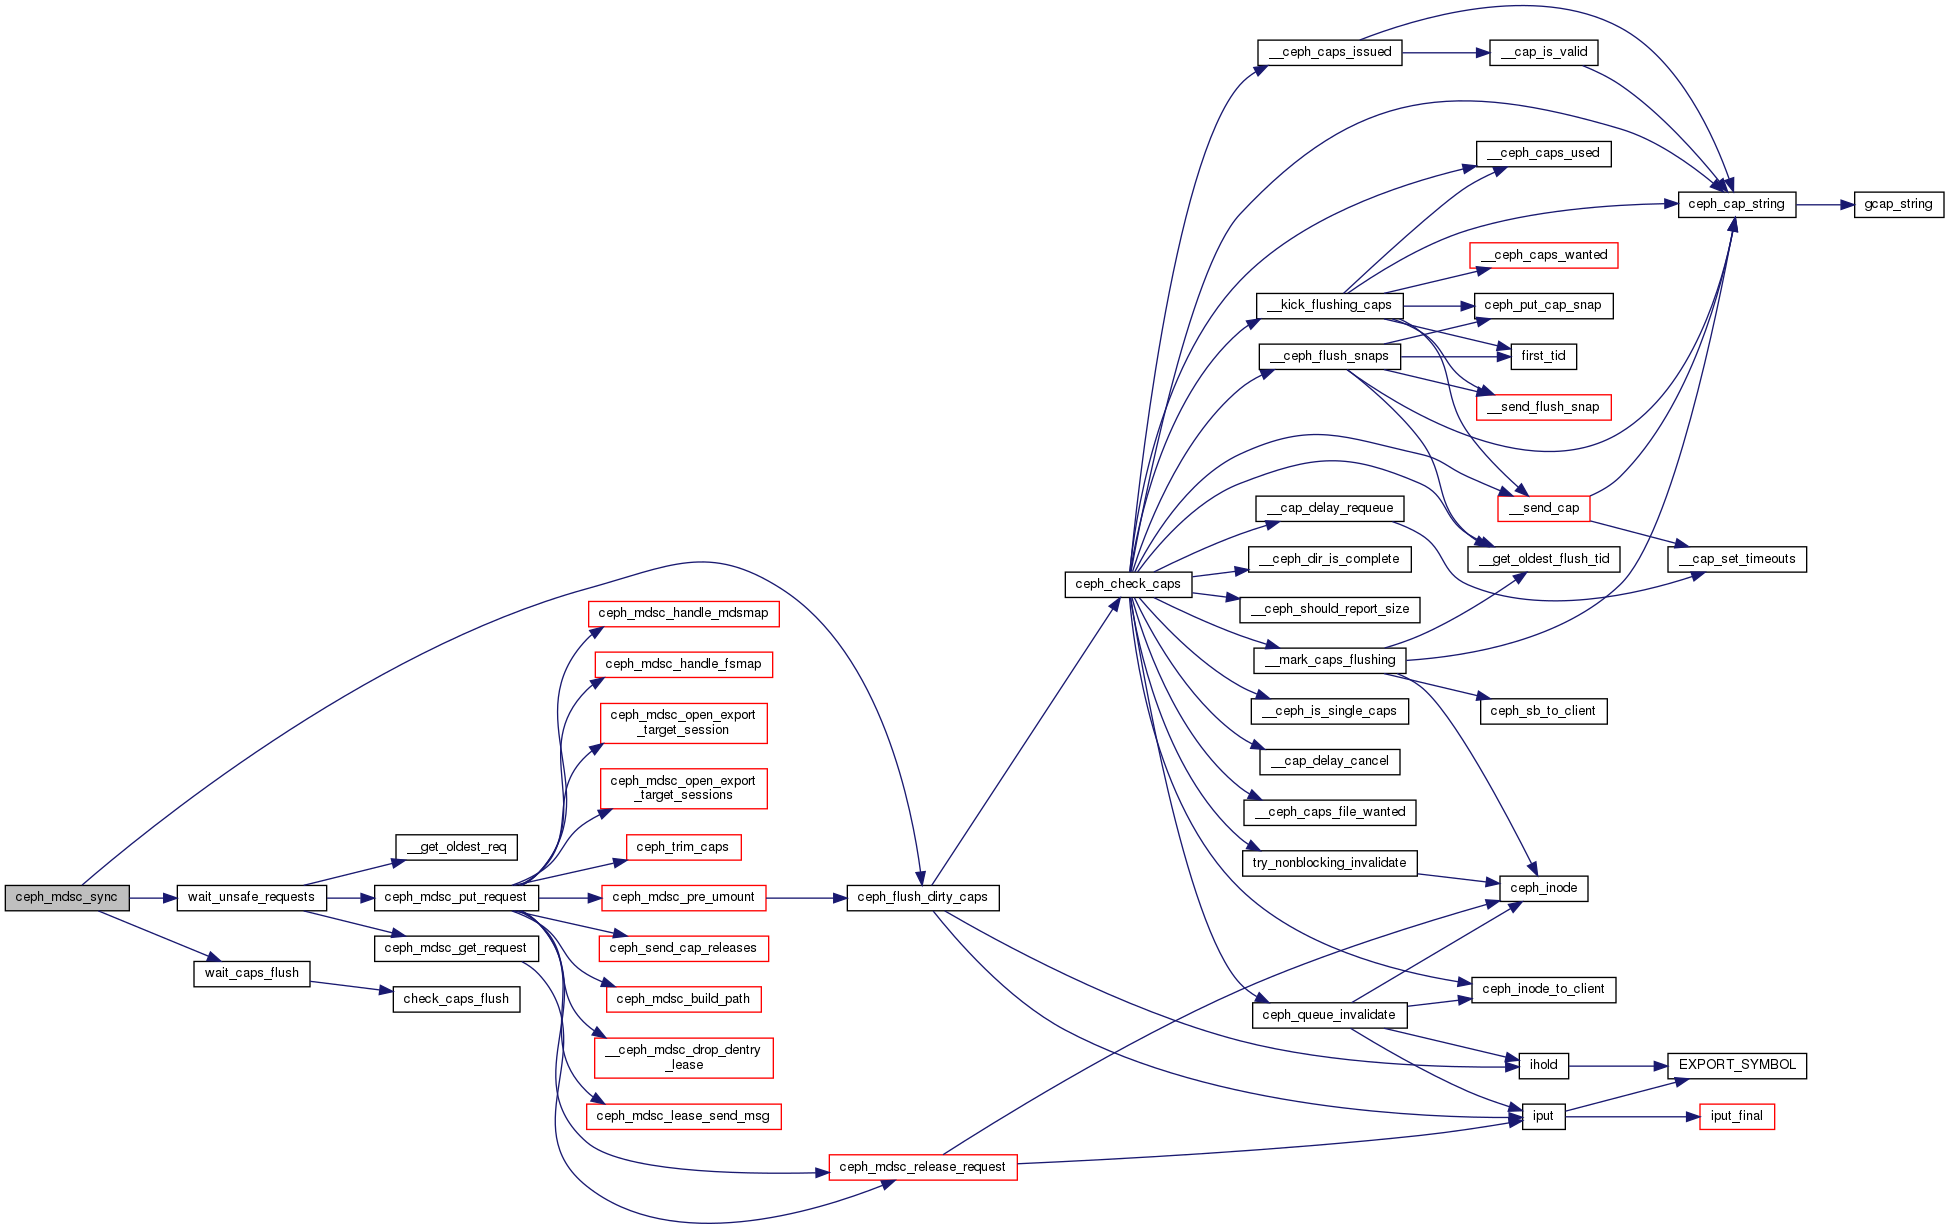 ceph_mdsc_sync
wait_unsafe_requests
wait_caps_flush
__get_oldest_req
ceph_mdsc_put_request
ceph_mdsc_get_request
check_caps_flush
ceph_mdsc_handle_mdsmap
ceph_mdsc_handle_fsmap
ceph_mdsc_open_export
_target_session
ceph_mdsc_open_export
_target_sessions
ceph_trim_caps
ceph_mdsc_pre_umount
ceph_send_cap_releases
ceph_mdsc_build_path
__ceph_mdsc_drop_dentry
_lease
ceph_mdsc_lease_send_msg
ceph_flush_dirty_caps
ceph_mdsc_release_request
ceph_check_caps
__ceph_caps_issued
__kick_flushing_caps
__ceph_flush_snaps
__cap_delay_requeue
__ceph_dir_is_complete
__ceph_should_report_size
__mark_caps_flushing
__ceph_is_single_caps
__cap_delay_cancel
__ceph_caps_file_wanted
try_nonblocking_invalidate
ceph_queue_invalidate
__cap_is_valid
__ceph_caps_used
__ceph_caps_wanted
ceph_put_cap_snap
first_tid
__send_flush_snap
__send_cap
__get_oldest_flush_tid
ceph_sb_to_client
ceph_inode
ceph_inode_to_client
ihold
iput
ceph_cap_string
__cap_set_timeouts
EXPORT_SYMBOL
iput_final
gcap_string